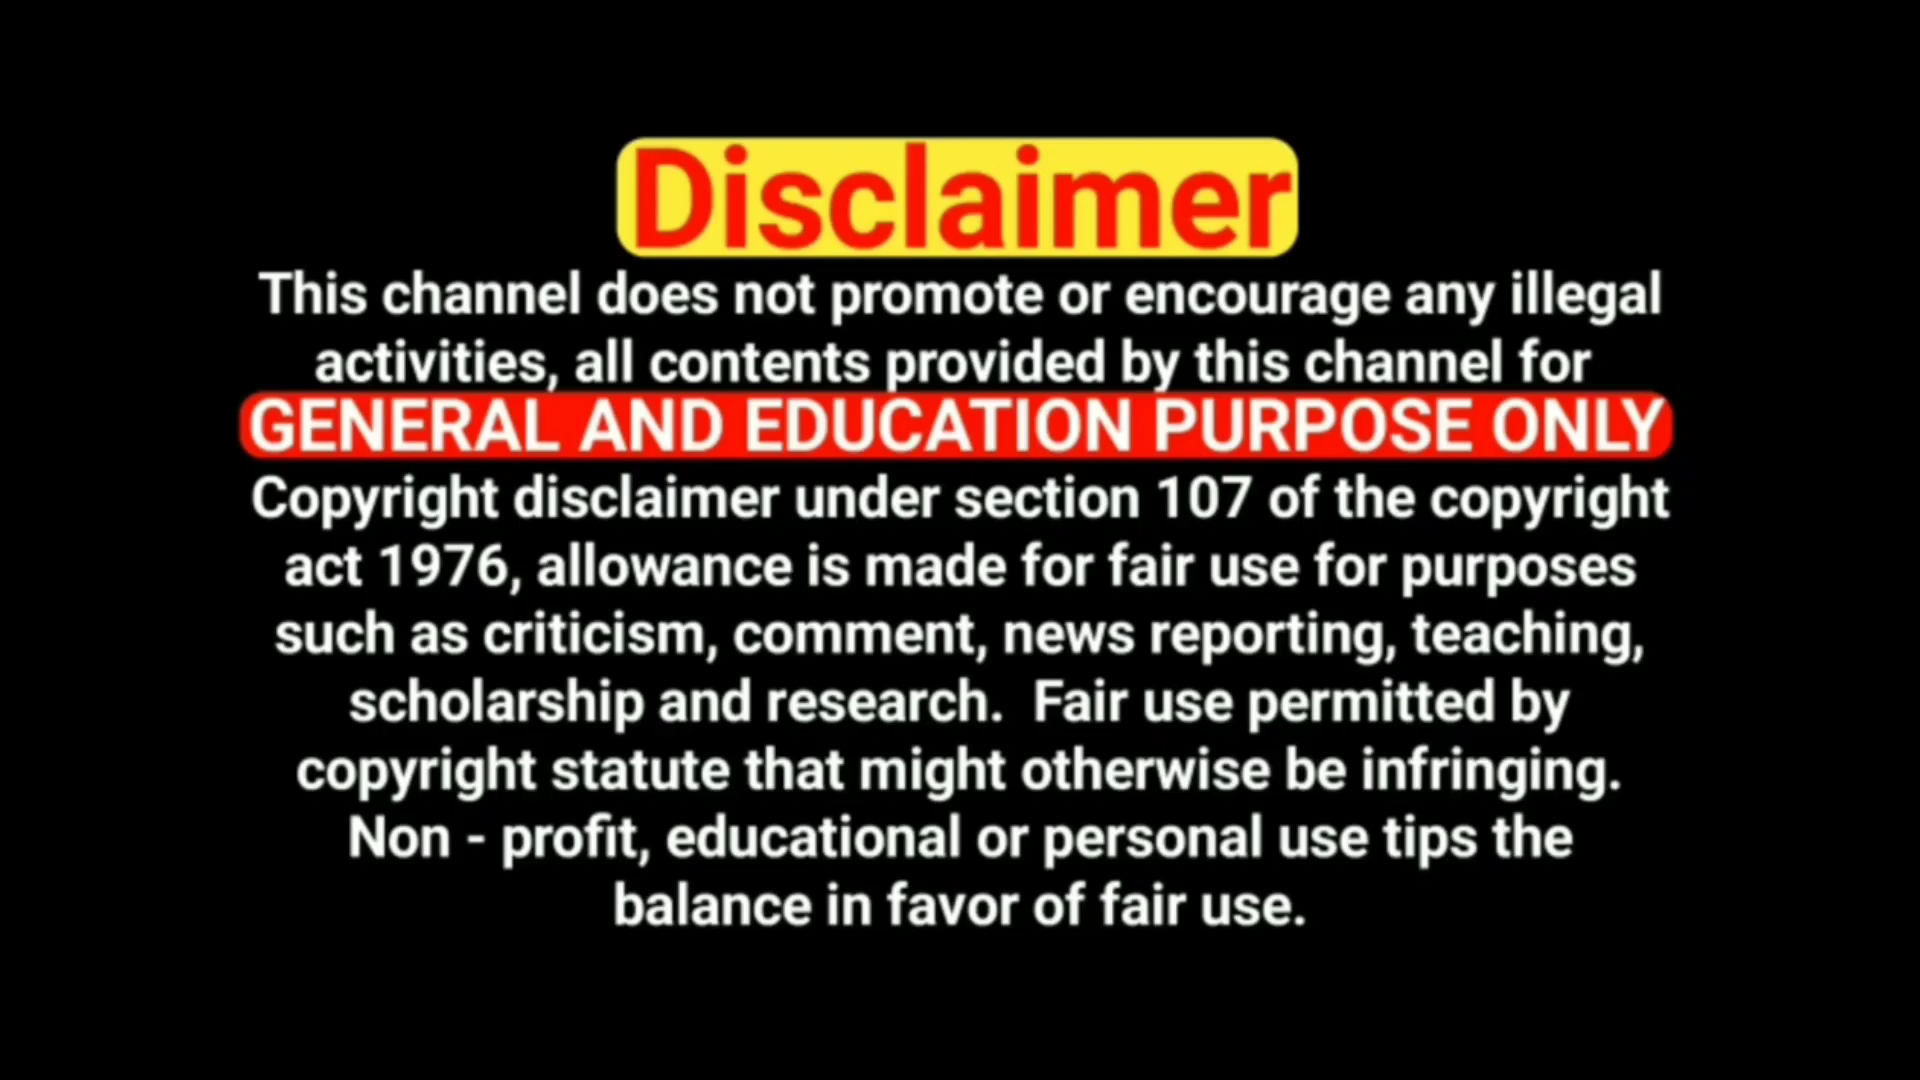 Disclaimer
This channel does not promote or encourage any illegal
activities, all contents provided by this channel for
GENERAL AND EDUCATION PURPOSE ONLY
Copyright disclaimer under section 107 of the copyright
act 1976, allowance is made for fair use for purposes
such as criticism, comment, news reporting, teaching,
scholarship and research.  Fair use permitted by
copyright statute that might otherwise be infringing.
Non - profit, educational or personal use tips the
balance in favor of fair use.